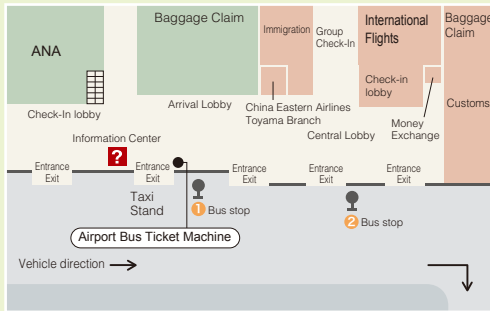 Baggage Claim
ANA
Check-In lobby
Immigration
Group
Check-In
International
Flights
Check-in
lobby
Baggage
Claim
Customs
Arrival Lobby
China Eastern Airlines
Toyama Branch
Central Lobby
Money
Exchange
Information Center
?
Entrance
Exit
Entrance
Exit
Entrance
Exit
Entrance
Exit
Entrance
Exit
Taxi
Stand
1 Bus stop
2 Bus stop
Airport Bus Ticket Machine
Vehicle direction